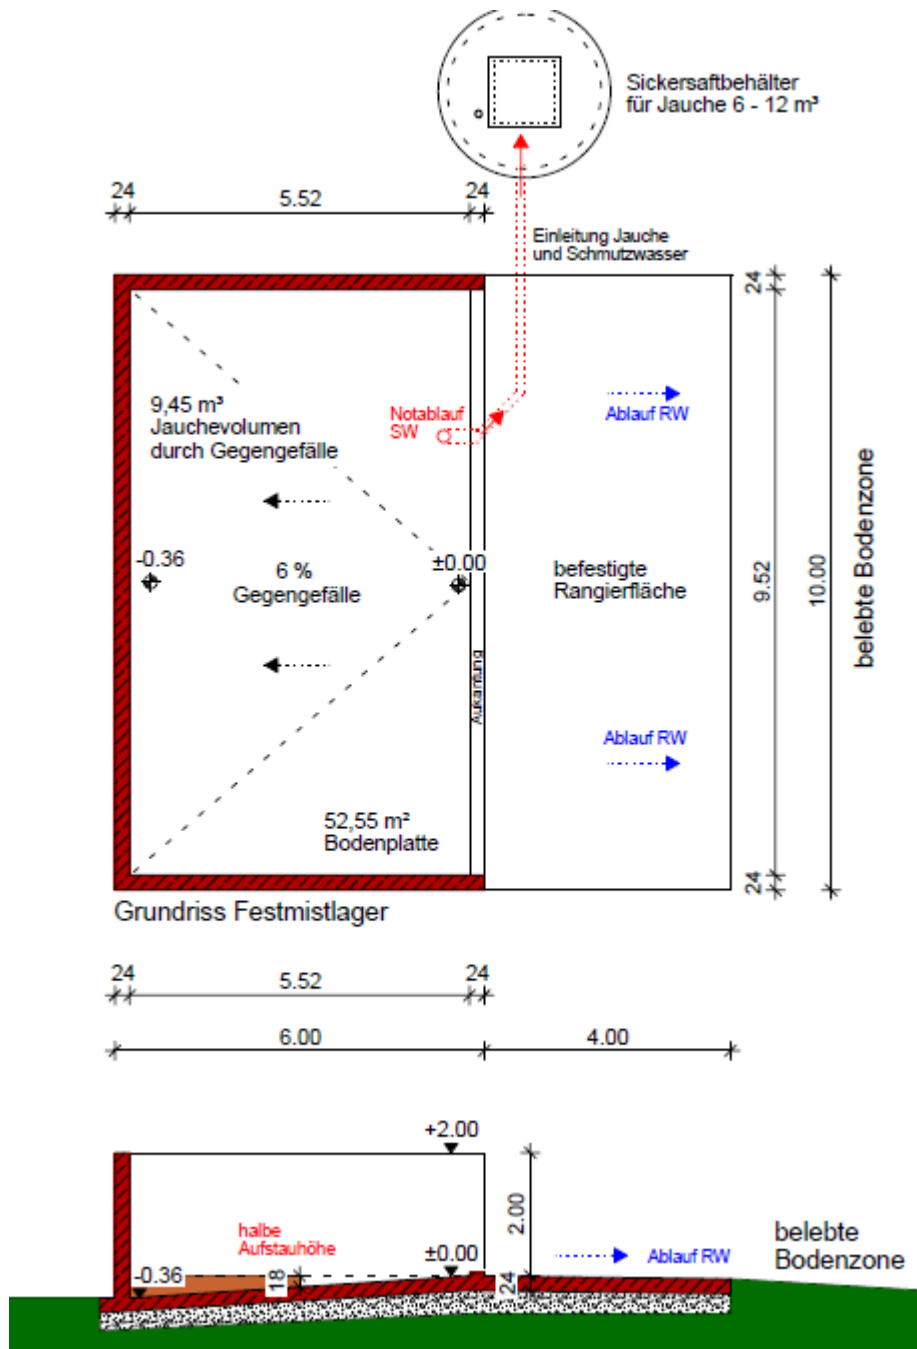 Sickersaftbehälter
für Jauche 6 - 12 m³
24
5.52
24
Einleitung Jauche
und Schmutzwasser
24
9,45 m³
Jauchevolumen
durch Gegengefälle
Notablauf
SW
Ablauf RW
-0.36
6 %
Gegengefälle
±0.00
befestigte
Rangierfläche
9.52
10.00
belebte Bodenzone
Aukantung
Ablauf RW
52,55 m²
Bodenplatte
24
Grundriss Festmistlager
24
5.52
24
6.00
4.00
+2.00
2.00
halbe
Aufstauhöhe
±0.00
-0.36
18
24
Ablauf RW
belebte
Bodenzone